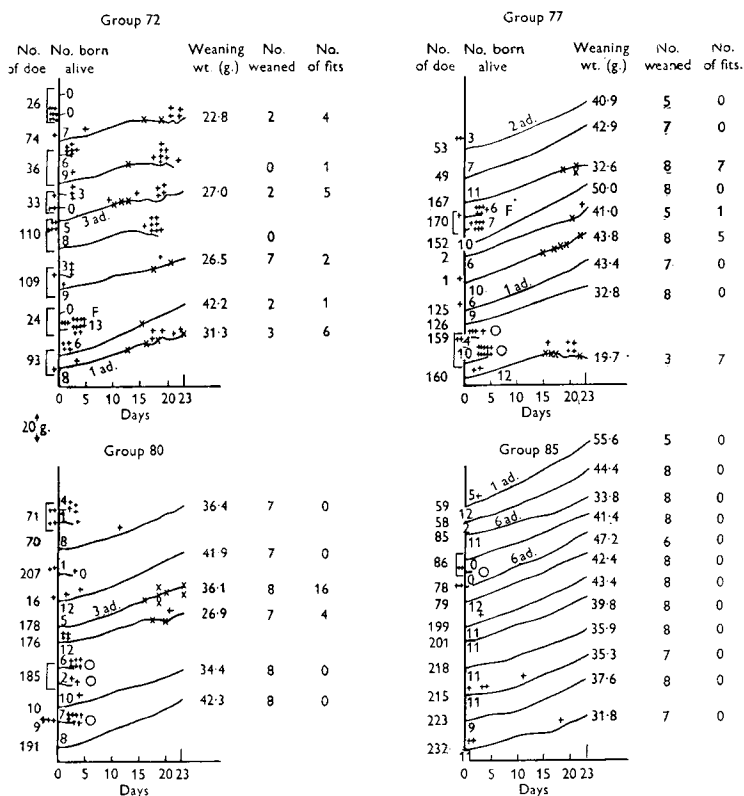 Group 72
No. of doe No. born alive Weaning wt. (g.) No. weaned No. of fits
26 0
0
74 7 22·8 2 4
36 6
9 0 1
33 3
0 27·0 2 5
110 5 3 ad.
8 0
109 3
9 26·5 7 2
24 0 F
13 42·2 2 1
93 6 31·3 3 6
8 1 ad.
0 5 10 15 20 23
Days
20 g.
Group 77
No. of doe No. born alive Weaning wt. (g.) No. weaned No. of fits.
53 3 2 ad. 40·9 5 0
49 7 42·9 7 0
167 11 32·6 8 7
170 6 F
7
152 10 50·0 8 0
2 6 41·0 5 1
1 10 43·8 8 5
125 6 1 ad. 43·4 7 0
126 9 32·8 8 0
159 4
10
160 12 19·7 3 7
0 5 10 15 20 23
Days
Group 80
71 4
1
70 8 36·4 7 0
207 1
0
16 12 41·9 7 0
178 5 3 ad. 36·1 8 16
176 12 26·9 7 4
185 6
2
10 10 34·4 8 0
9 7
191 8 42·3 8 0
0 5 10 15 20 23
Days
Group 85
59 5 1 ad. 55·6 5 0
58 12 44·4 8 0
85 2 6 ad. 33·8 8 0
11 41·4 8 0
86 0
0
78 6 ad. 47·2 6 0
79 12 42·4 8 0
199 43·4 8 0
201 11 39·8 8 0
218 11 35·9 8 0
215 11 35·3 7 0
223 9 37·6 8 0
232 11 31·8 7 0
0 5 10 15 20 23
Days